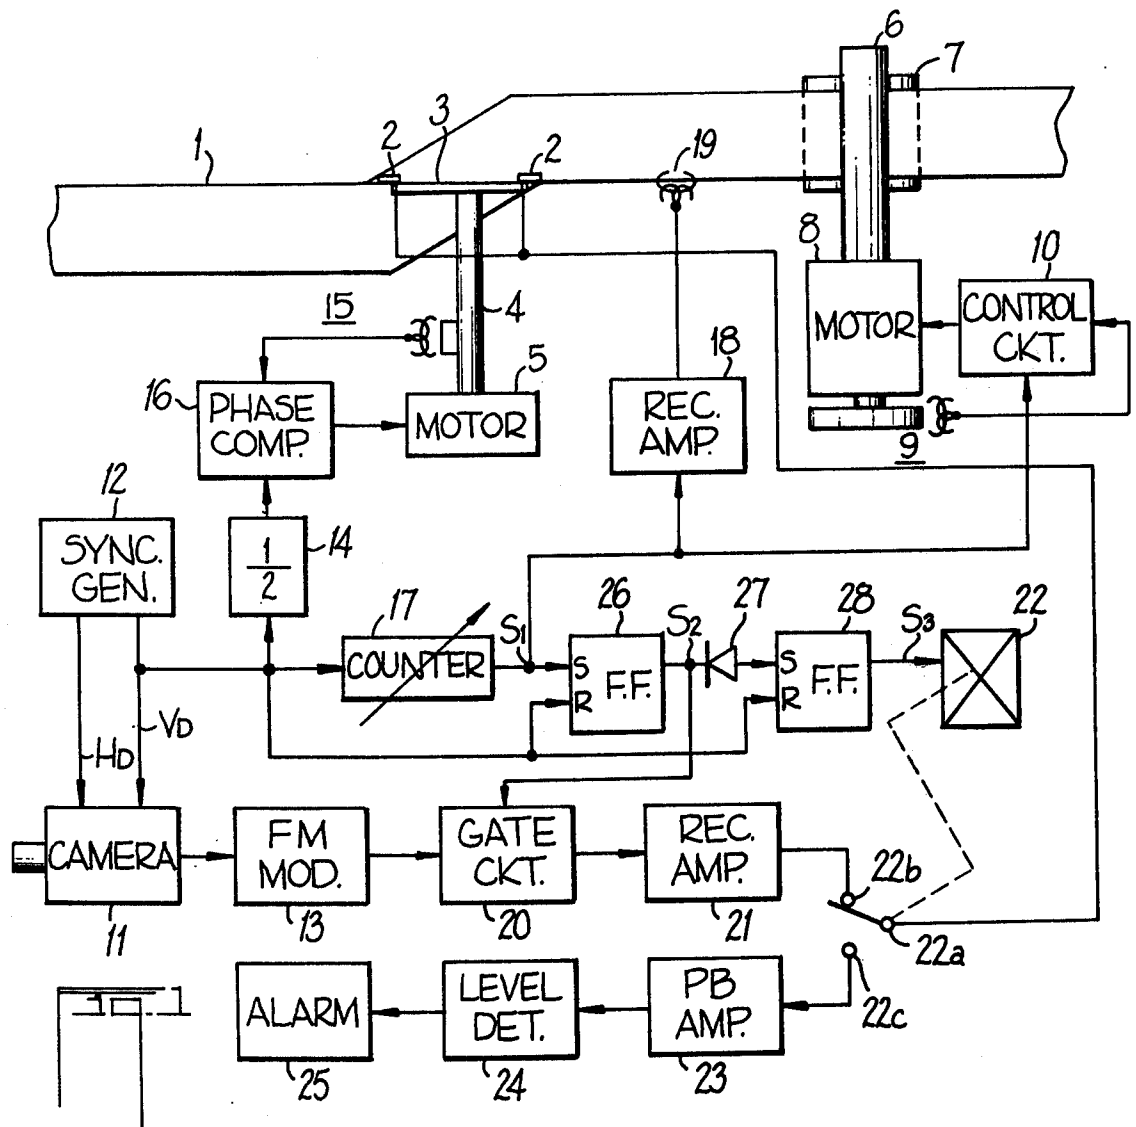 6
7
3
2
2
19
1
8
10
MOTOR
CONTROL
CKT.
15
4
18
5
16
PHASE
COMP.
MOTOR
REC.
AMP.
9
12
SYNC.
GEN.
1
2
14
17
COUNTER
S1
26
S
R
F.F.
S2
27
28
S
R
F.F.
S3
22
HD
VD
CAMERA
11
FM
MOD.
13
GATE
CKT.
20
REC.
AMP.
21
22b
22a
22c
ALARM
25
LEVEL
DET.
24
PB
AMP.
23